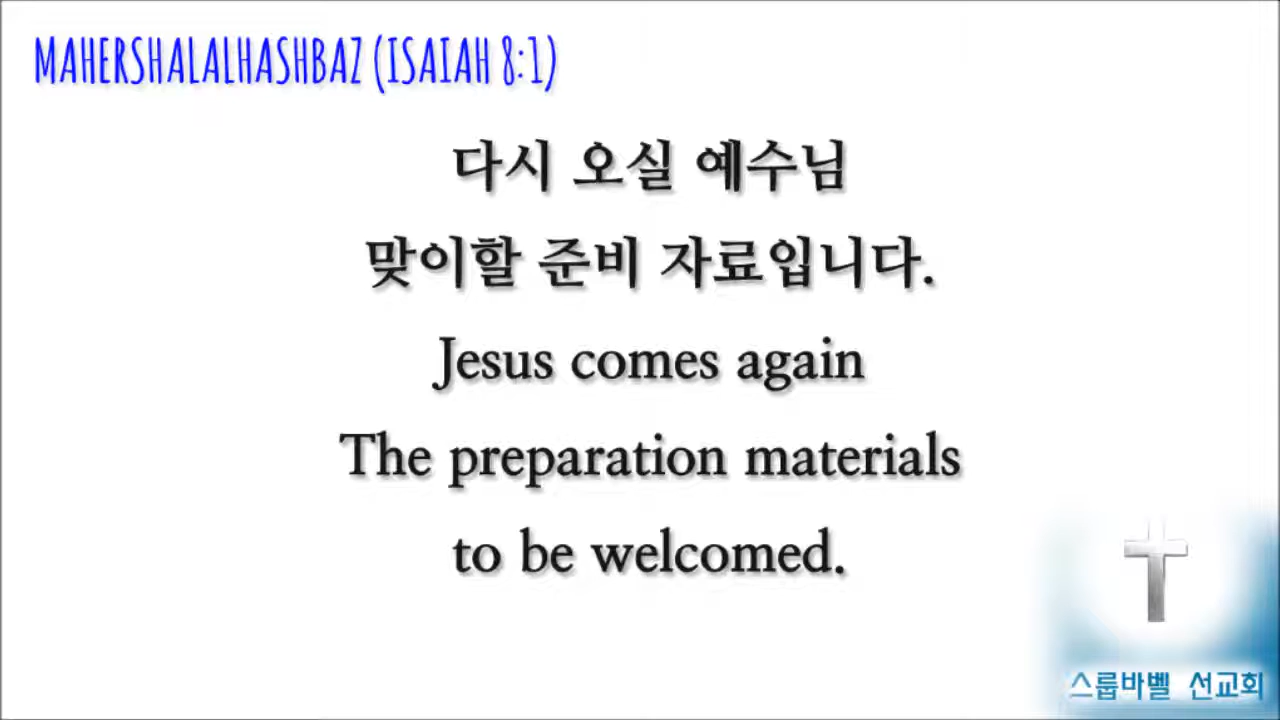 MAHERSHALALHASHBAZ (ISAIAH 8:1)
다시 오실 예수님
맞이할 준비 자료입니다.
Jesus comes again
The preparation materials
to be welcomed.
스룹바벨 선교회